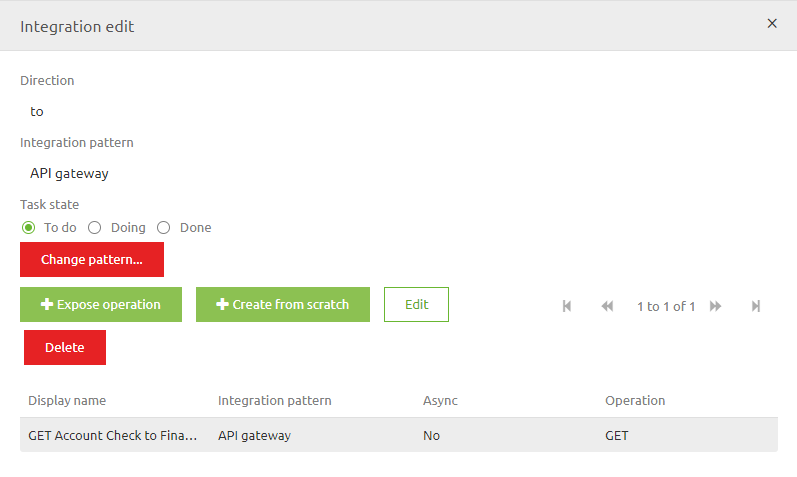 Integration edit
Direction
to
Integration pattern
API gateway
Task state
To do Doing Done
Change pattern...
Expose operation Create from scratch Edit 1 to 1 of 1
Delete
Display name Integration pattern Async Operation
GET Account Check to Fina... API gateway No GET